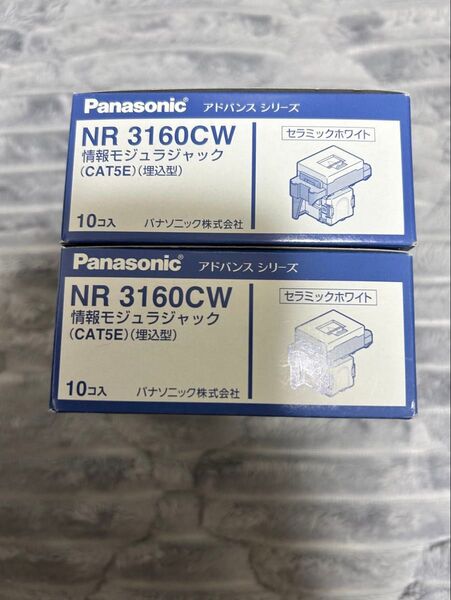 Panasonic® アドバンス シリーズ
NR 3160CW
情報モジュラジャック
(CAT5E)(埋込型)
セラミックホワイト
10コ入 パナソニック株式会社
Panasonic® アドバンス シリーズ
NR 3160CW
情報モジュラジャック
(CAT5E)(埋込型)
セラミックホワイト
10コ入 パナソニック株式会社